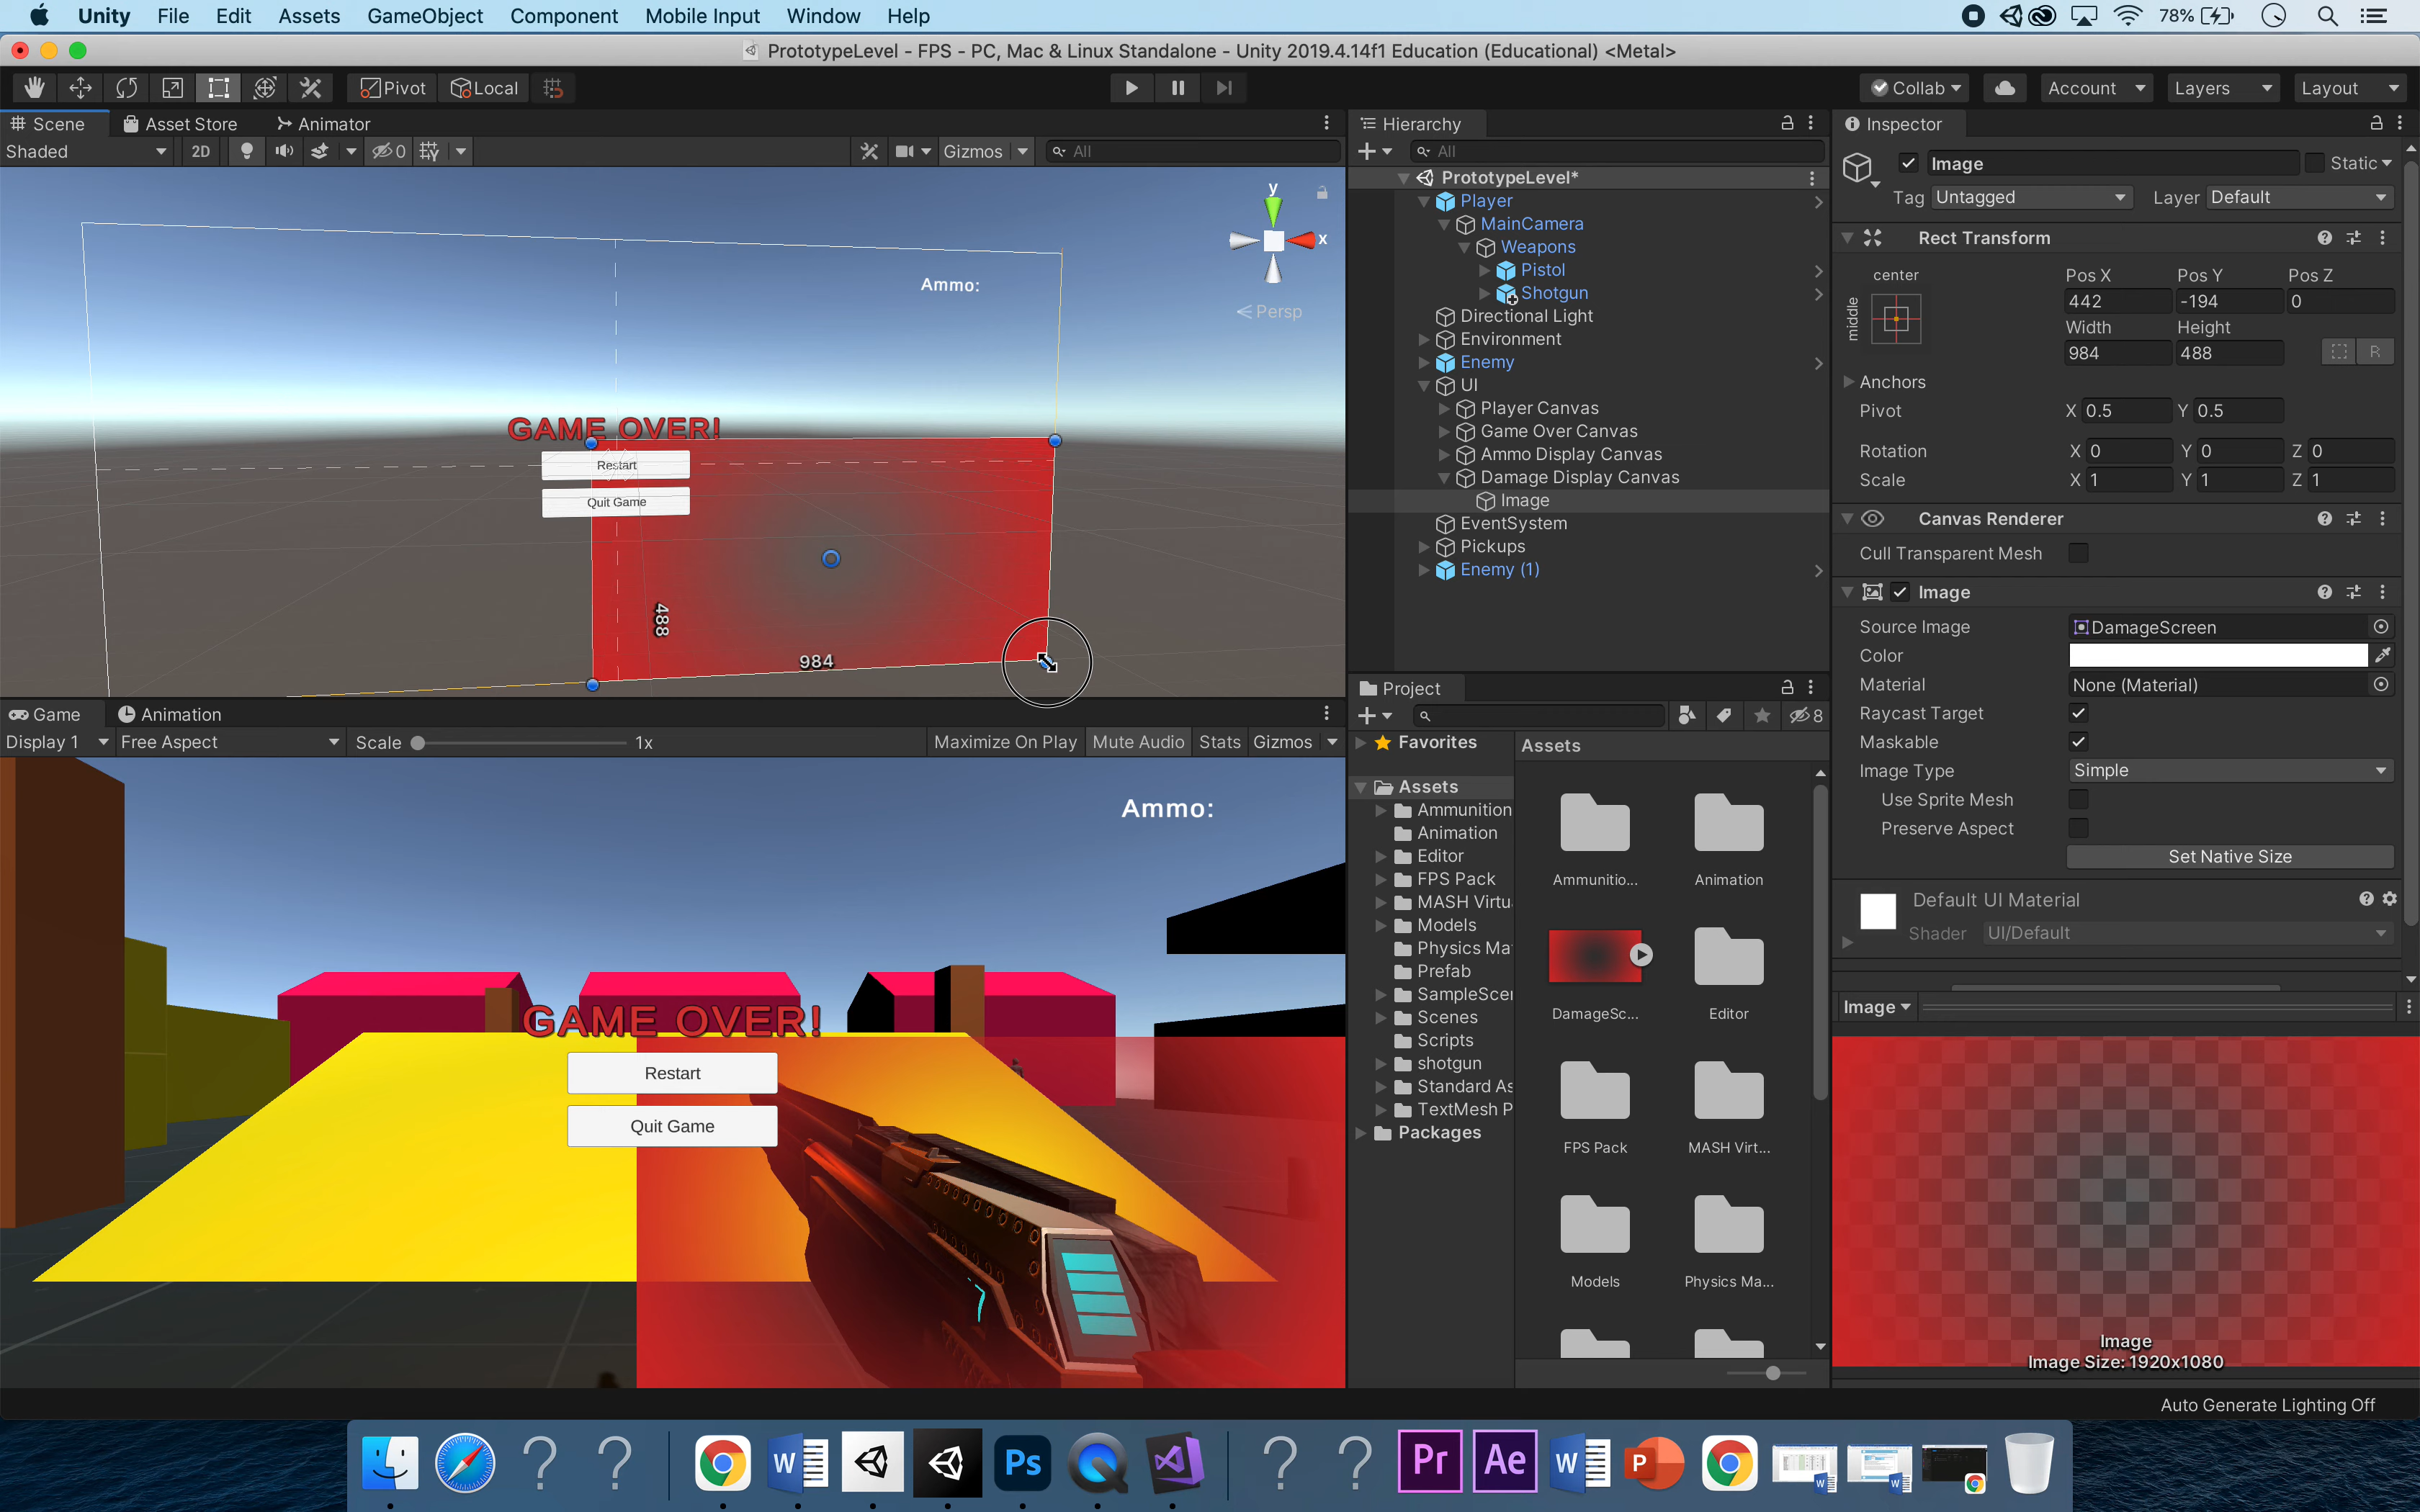 Unity File Edit Assets GameObject Component Mobile Input Window Help 78%
PrototypeLevel - FPS - PC, Mac & Linux Standalone - Unity 2019.4.14f1 Education (Educational) <Metal>
Pivot Local Collab Account Layers Layout
Scene Asset Store Animator
Shaded 2D 0 Gizmos All
y
x
Persp
Ammo:
GAME OVER!
Restart
Quit Game
488
984
Hierarchy
All
PrototypeLevel*
Player
MainCamera
Weapons
Pistol
Shotgun
Directional Light
Environment
Enemy
UI
Player Canvas
Game Over Canvas
Ammo Display Canvas
Damage Display Canvas
Image
EventSystem
Pickups
Enemy (1)
Inspector
Image Static
Tag Untagged Layer Default
Rect Transform
center
middle
Pos X Pos Y Pos Z
442 -194 0
Width Height
984 488 R
Anchors
Pivot X 0.5 Y 0.5
Rotation X 0 Y 0 Z 0
Scale X 1 Y 1 Z 1
Canvas Renderer
Cull Transparent Mesh
Image
Source Image DamageScreen
Color
Material None (Material)
Raycast Target
Maskable
Image Type Simple
Use Sprite Mesh
Preserve Aspect
Set Native Size
Default UI Material
Shader UI/Default
Image
Image
Image Size: 1920x1080
Game Animation
Display 1 Free Aspect Scale 1x Maximize On Play Mute Audio Stats Gizmos
Ammo:
GAME OVER!
Restart
Quit Game
Project
8
Favorites
Assets
Ammunition
Animation
Editor
FPS Pack
MASH Virtu
Models
Physics Ma
Prefab
SampleScer
Scenes
Scripts
shotgun
Standard As
TextMesh P
Packages
Assets
Ammunitio... Animation
DamageSc... Editor
FPS Pack MASH Virt...
Models Physics Ma...
Auto Generate Lighting Off
W Ps Pr Ae W P W W